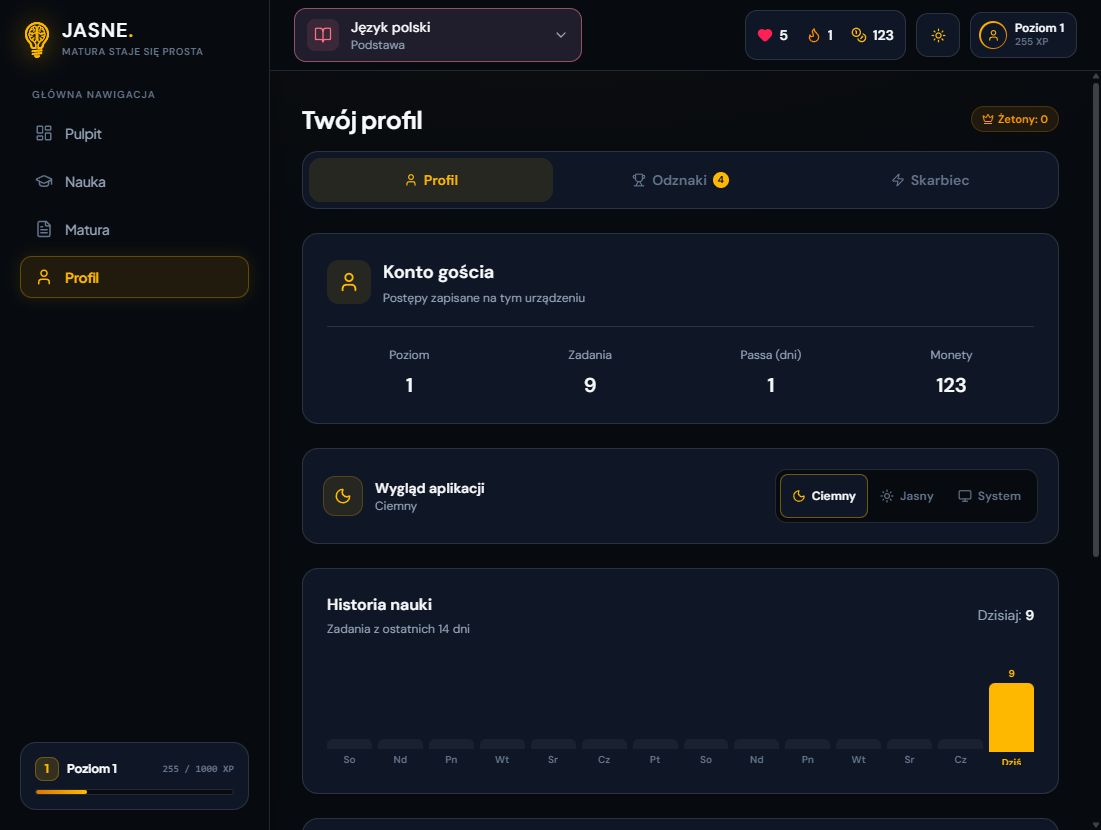 JASNE.
MATURA STAJE SIĘ PROSTA
GŁÓWNA NAWIGACJA
Pulpit
Nauka
Matura
Profil
1
Poziom 1
255 / 1000 XP
Język polski
Podstawa
5
1
123
Poziom 1
255 XP
Twój profil
Żetony: 0
Profil
Odznaki 4
Skarbiec
Konto gościa
Postępy zapisane na tym urządzeniu
Poziom
Zadania
Passa (dni)
Monety
1
9
1
123
Wygląd aplikacji
Ciemny
Ciemny
Jasny
System
Historia nauki
Zadania z ostatnich 14 dni
Dzisiaj: 9
9
So
Nd
Pn
Wt
Śr
Cz
Pt
So
Nd
Pn
Wt
Śr
Cz
Dziś